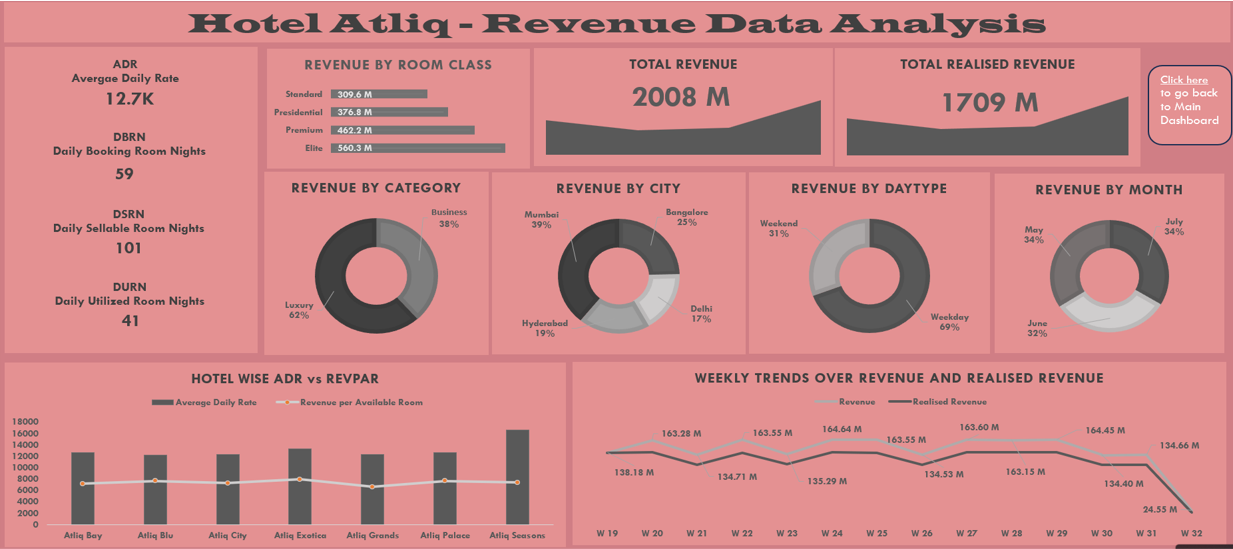 Hotel Atliq - Revenue Data Analysis
ADR
Avergae Daily Rate
12.7K
DBRN
Daily Booking Room Nights
59
DSRN
Daily Sellable Room Nights
101
DURN
Daily Utilized Room Nights
41
REVENUE BY ROOM CLASS
Standard 309.6 M
Presidential 376.8 M
Premium 462.2 M
Elite 560.3 M
TOTAL REVENUE
2008 M
TOTAL REALISED REVENUE
1709 M
Click here
to go back
to Main
Dashboard
REVENUE BY CATEGORY
Business
38%
Luxury
62%
REVENUE BY CITY
Mumbai
39%
Bangalore
25%
Delhi
17%
Hyderabad
19%
REVENUE BY DAYTYPE
Weekend
31%
Weekday
69%
REVENUE BY MONTH
July
34%
May
34%
June
32%
HOTEL WISE ADR vs REVPAR
Average Daily Rate Revenue per Available Room
18000
16000
14000
12000
10000
8000
6000
4000
2000
0
Atliq Bay Atliq Blu Atliq City Atliq Exotica Atliq Grands Atliq Palace Atliq Seasons
WEEKLY TRENDS OVER REVENUE AND REALISED REVENUE
Revenue Realised Revenue
163.28 M 163.55 M 164.64 M 163.55 M 163.60 M 164.45 M 134.66 M
138.18 M 134.71 M 135.29 M 134.53 M 163.15 M 134.40 M 24.55 M
W 19 W 20 W 21 W 22 W 23 W 24 W 25 W 26 W 27 W 28 W 29 W 30 W 31 W 32